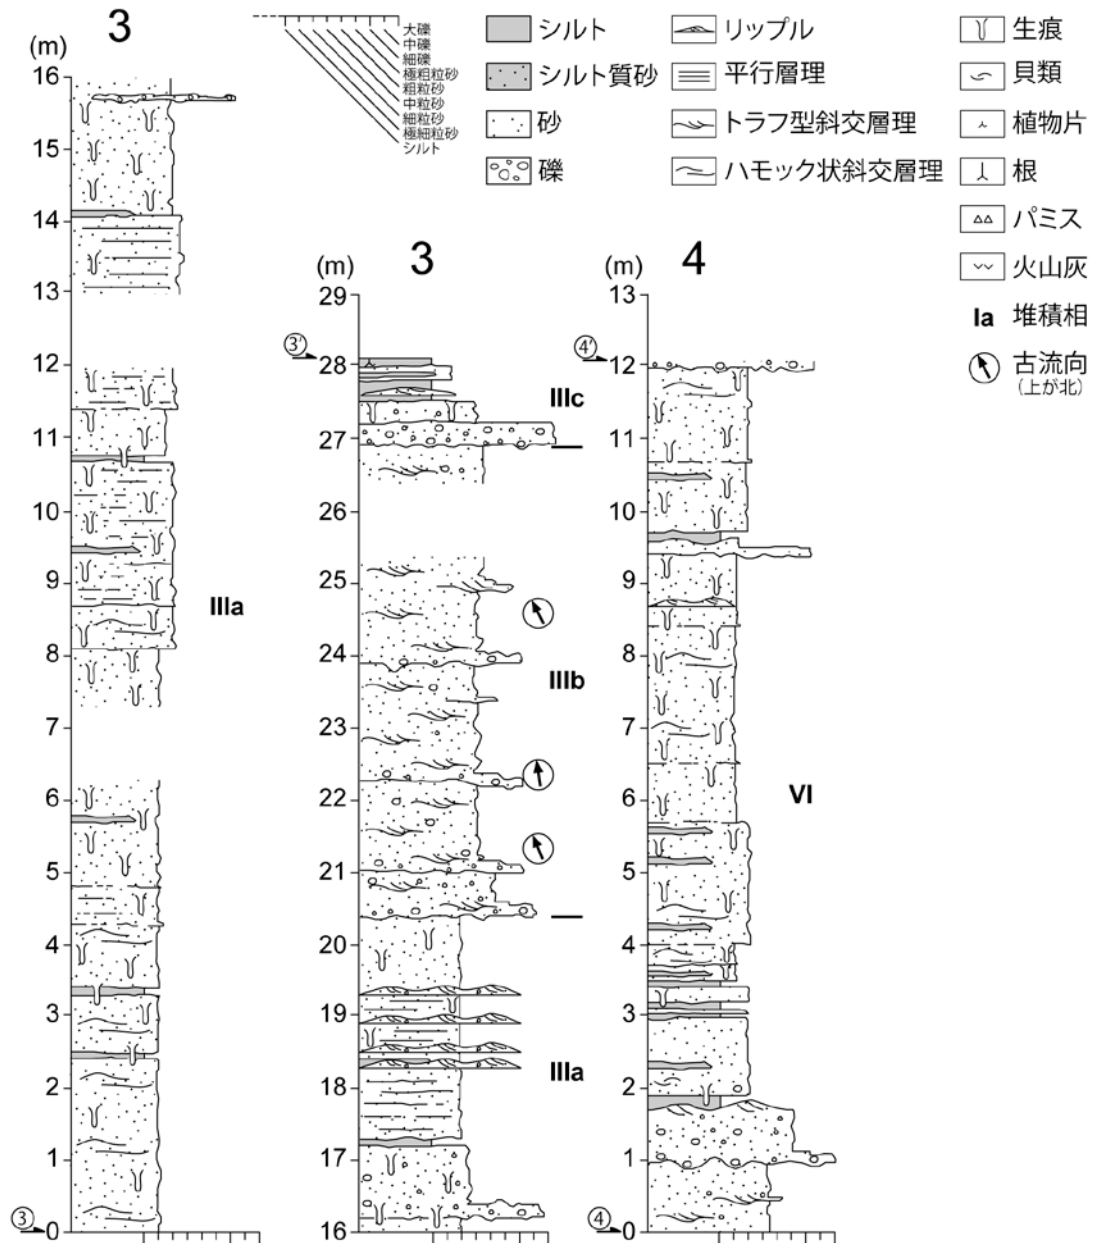 3
(m)
16
15
14
13
12
11
10
9
8
7
6
5
4
3
2
1
0
③
IIIa
大礫
中礫
細礫
極粗粒砂
粗粒砂
中粒砂
細粒砂
極細粒砂
シルト
シルト
シルト質砂
砂
礫
リップル
平行層理
トラフ型斜交層理
ハモック状斜交層理
生痕
貝類
植物片
根
パミス
火山灰
Ia 堆積相
古流向
(上が北)
3
(m)
29
28
27
26
25
24
23
22
21
20
19
18
17
16
③'
IIIc
IIIb
IIIa
4
(m)
13
12
11
10
9
8
7
6
5
4
3
2
1
0
④'
④
VI